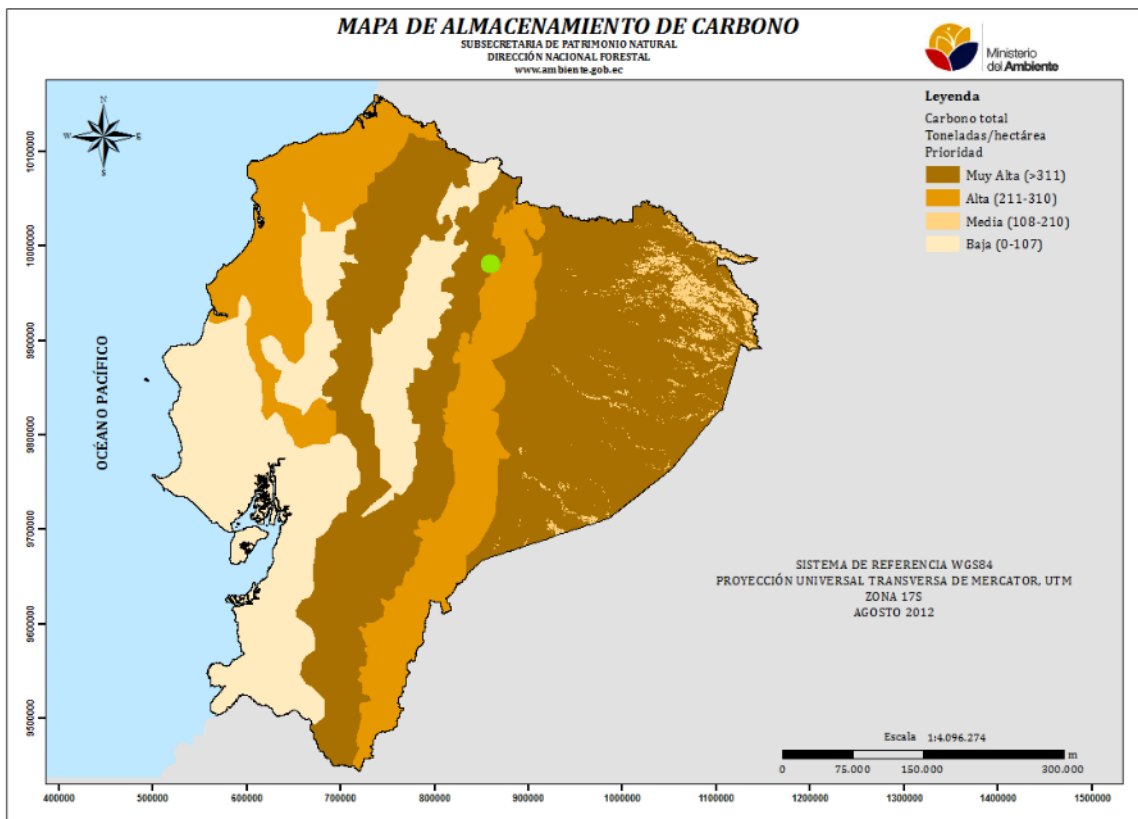 MAPA DE ALMACENAMIENTO DE CARBONO
SUBSECRETARIA DE PATRIMONIO NATURAL
DIRECCIÓN NACIONAL FORESTAL
www.ambiente.gob.ec
Ministerio
del Ambiente
Leyenda
Carbono total
Toneladas/hectárea
Prioridad
Muy Alta (>311)
Alta (211-310)
Media (108-210)
Baja (0-107)
N
W
E
S
OCÉANO PACÍFICO
10100000
10000000
9900000
9800000
9700000
9600000
9500000
SISTEMA DE REFERENCIA WGS84
PROYECCIÓN UNIVERSAL TRANSVERSA DE MERCATOR, UTM
ZONA 17S
AGOSTO 2012
Escala 1:4.096.274
m
0 75.000 150.000 300.000
400000 500000 600000 700000 800000 900000 1000000 1100000 1200000 1300000 1400000 1500000